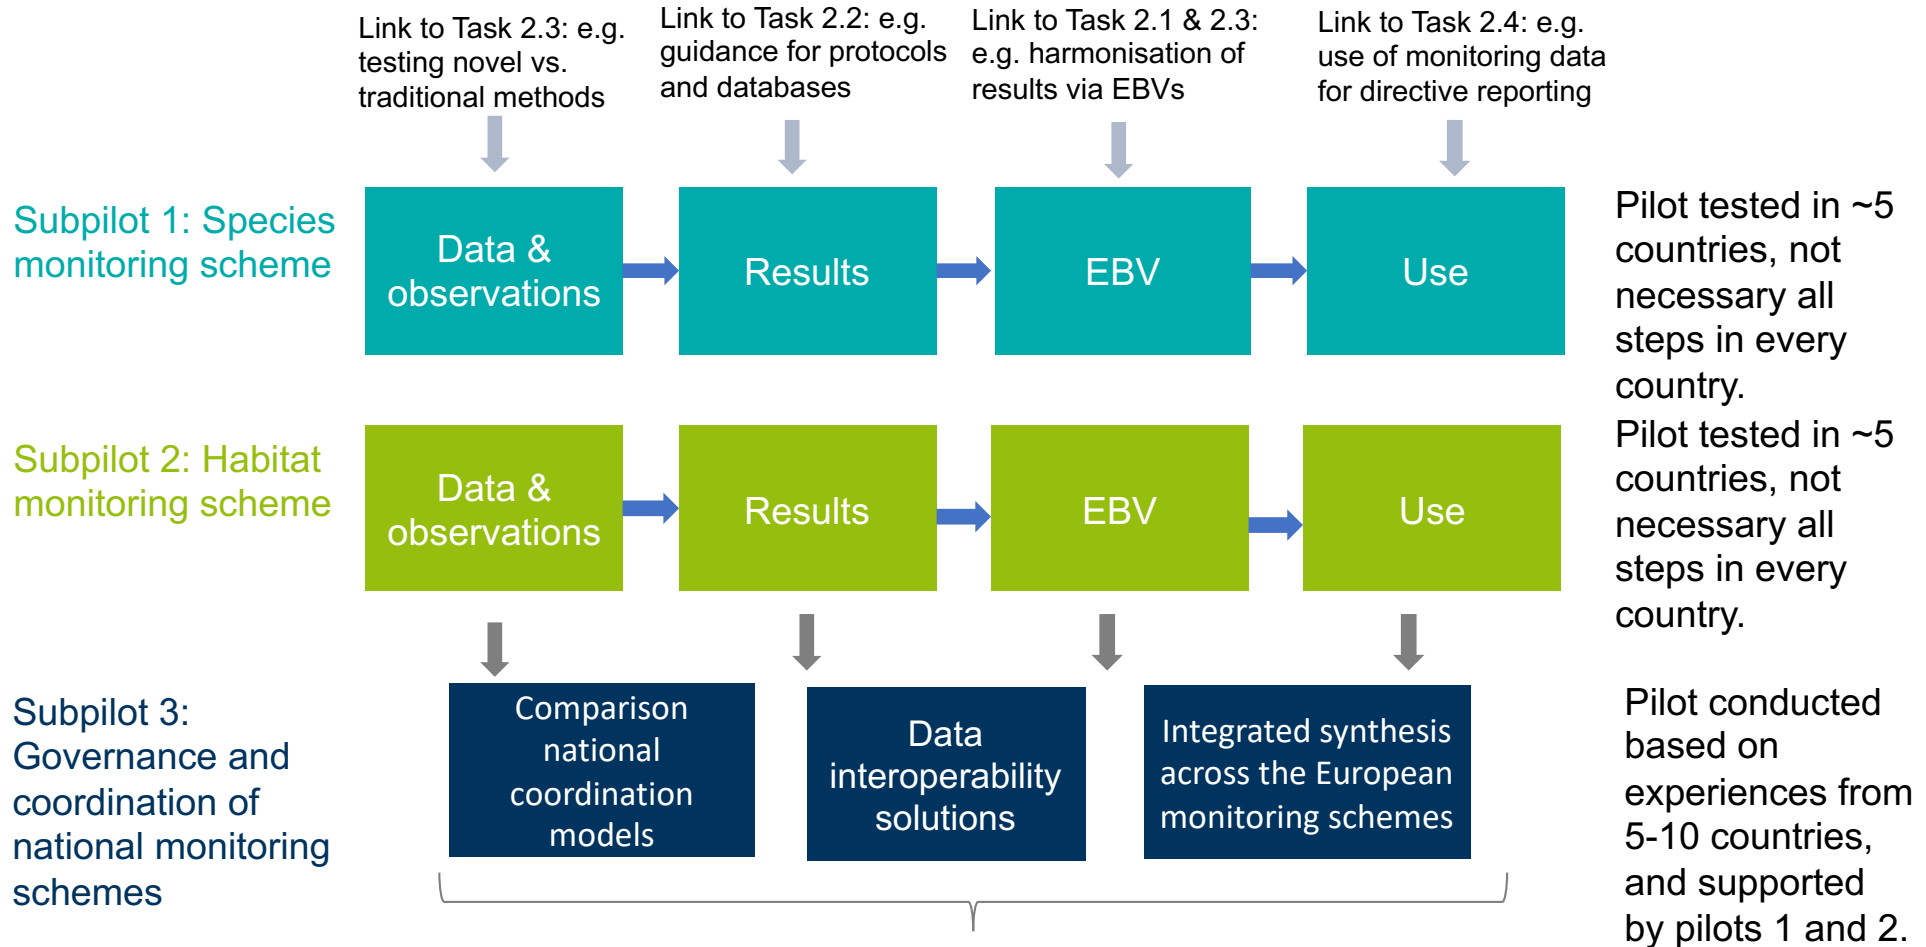 Link to Task 2.3: e.g.
testing novel vs.
traditional methods
Link to Task 2.2: e.g.
guidance for protocols
and databases
Link to Task 2.1 & 2.3:
e.g. harmonisation of
results via EBVs
Link to Task 2.4: e.g.
use of monitoring data
for directive reporting
Subpilot 1: Species
monitoring scheme
Data &
observations
Results
EBV
Use
Pilot tested in ~5
countries, not
necessary all
steps in every
country.
Subpilot 2: Habitat
monitoring scheme
Data &
observations
Results
EBV
Use
Pilot tested in ~5
countries, not
necessary all
steps in every
country.
Subpilot 3:
Governance and
coordination of
national monitoring
schemes
Comparison
national
coordination
models
Data
interoperability
solutions
Integrated synthesis
across the European
monitoring schemes
Pilot conducted
based on
experiences from
5-10 countries,
and supported
by pilots 1 and 2.